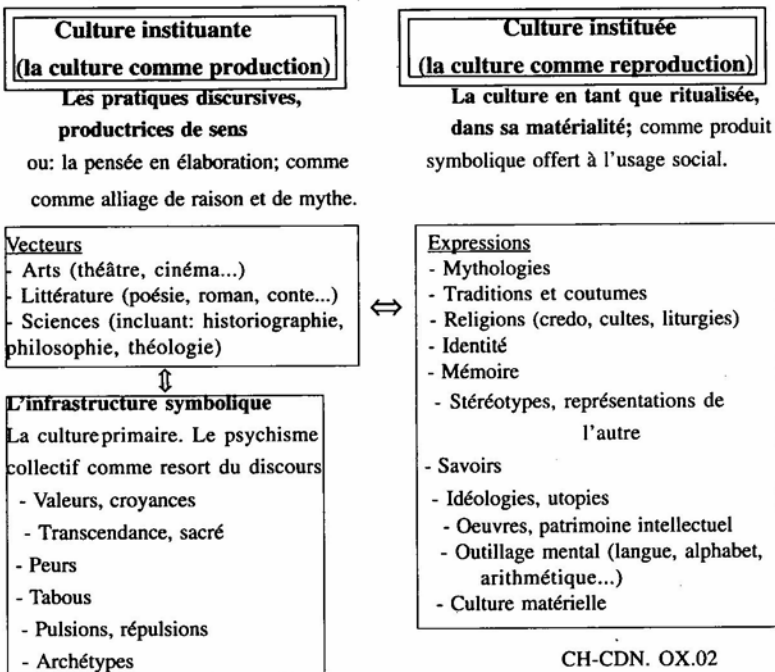 Culture instituante
(la culture comme production)
Les pratiques discursives,
productrices de sens
ou: la pensée en élaboration; comme
comme alliage de raison et de mythe.
Vecteurs
- Arts (théâtre, cinéma...)
- Littérature (poésie, roman, conte...)
- Sciences (incluant: historiographie,
philosophie, théologie)
⇕
L'infrastructure symbolique
La culture primaire. Le psychisme
collectif comme resort du discours
- Valeurs, croyances
- Transcendance, sacré
- Peurs
- Tabous
- Pulsions, répulsions
- Archétypes
⇔
Culture instituée
(la culture comme reproduction)
La culture en tant que ritualisée,
dans sa matérialité; comme produit
symbolique offert à l'usage social.
Expressions
- Mythologies
- Traditions et coutumes
- Religions (credo, cultes, liturgies)
- Identité
- Mémoire
- Stéréotypes, représentations de
l'autre
- Savoirs
- Idéologies, utopies
- Oeuvres, patrimoine intellectuel
- Outillage mental (langue, alphabet,
arithmétique...)
- Culture matérielle
CH-CDN. OX.02